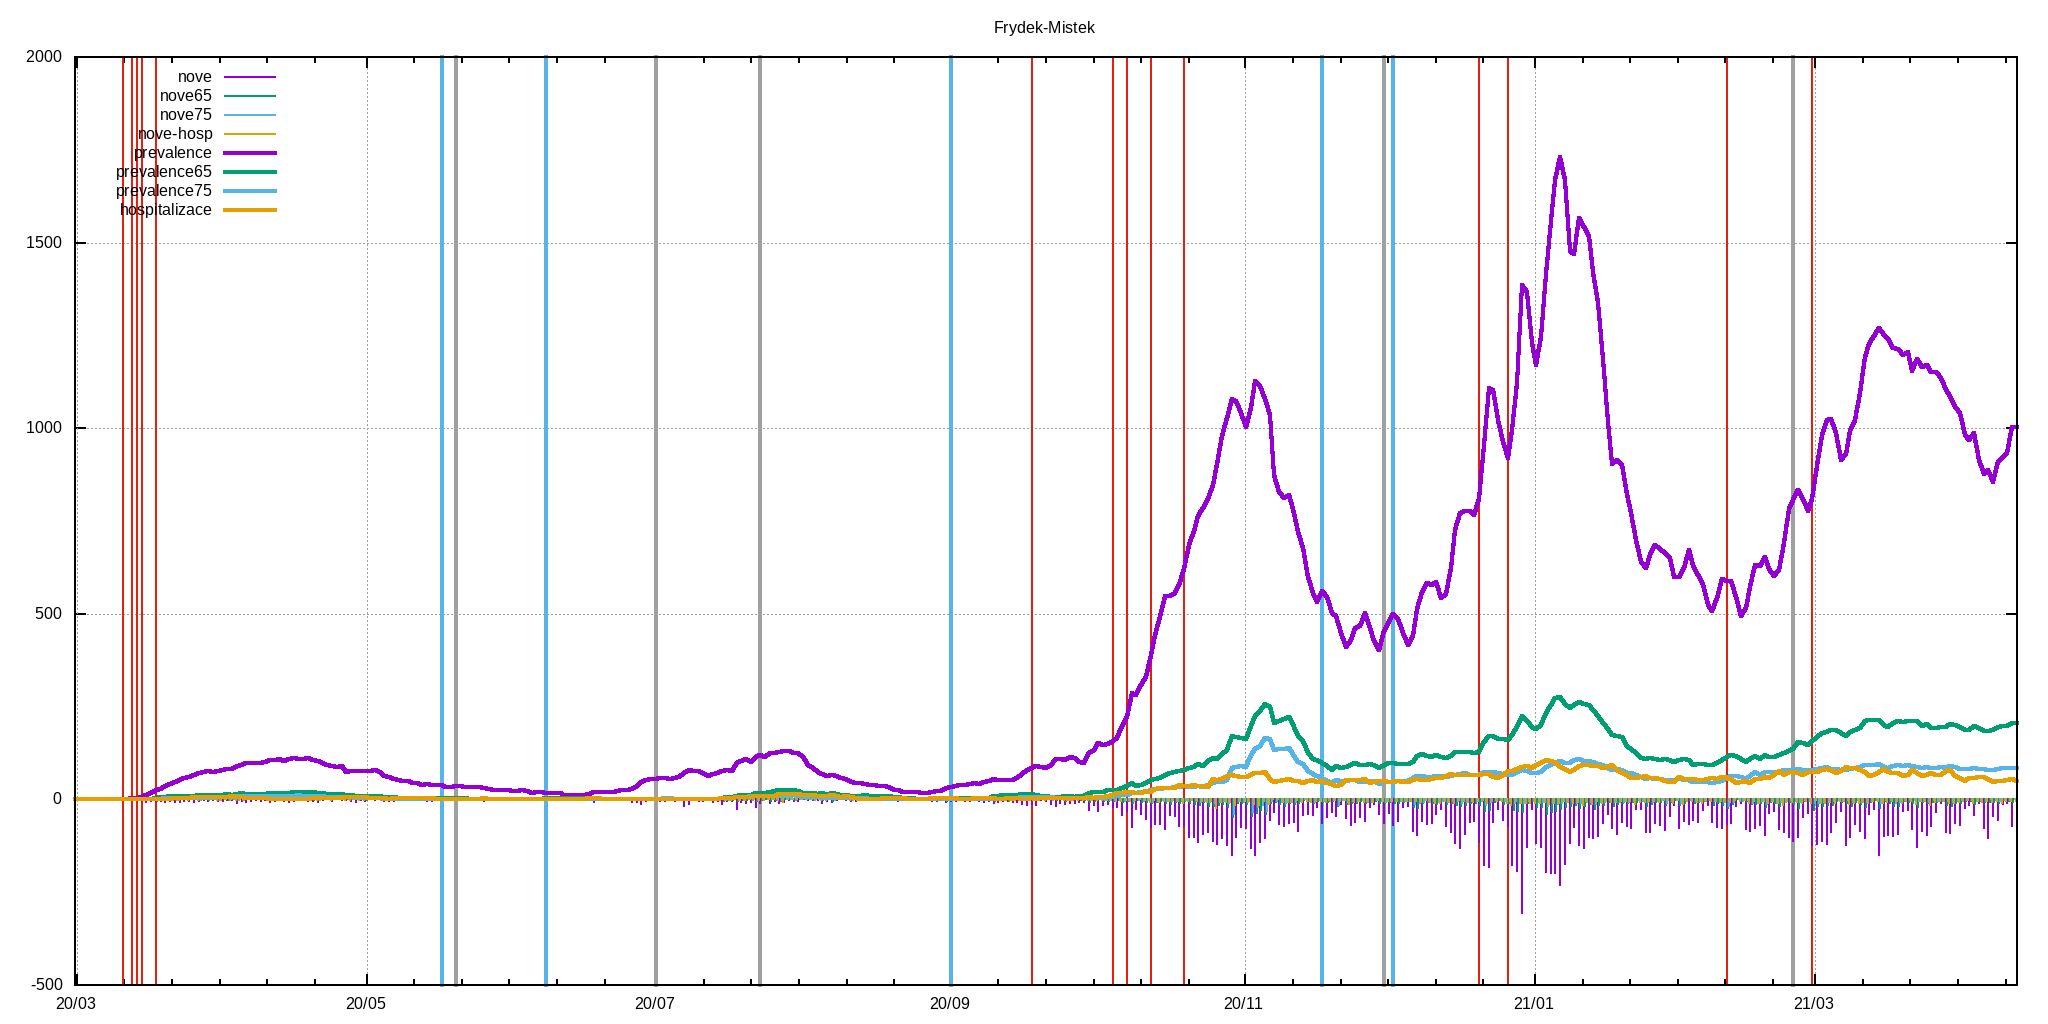 Frydek-Mistek
2000
1500
1000
500
0
-500
nove
nove65
nove75
nove-hosp
prevalence
prevalence65
prevalence75
hospitalizace
20/03 20/05 20/07 20/09 20/11 21/01 21/03